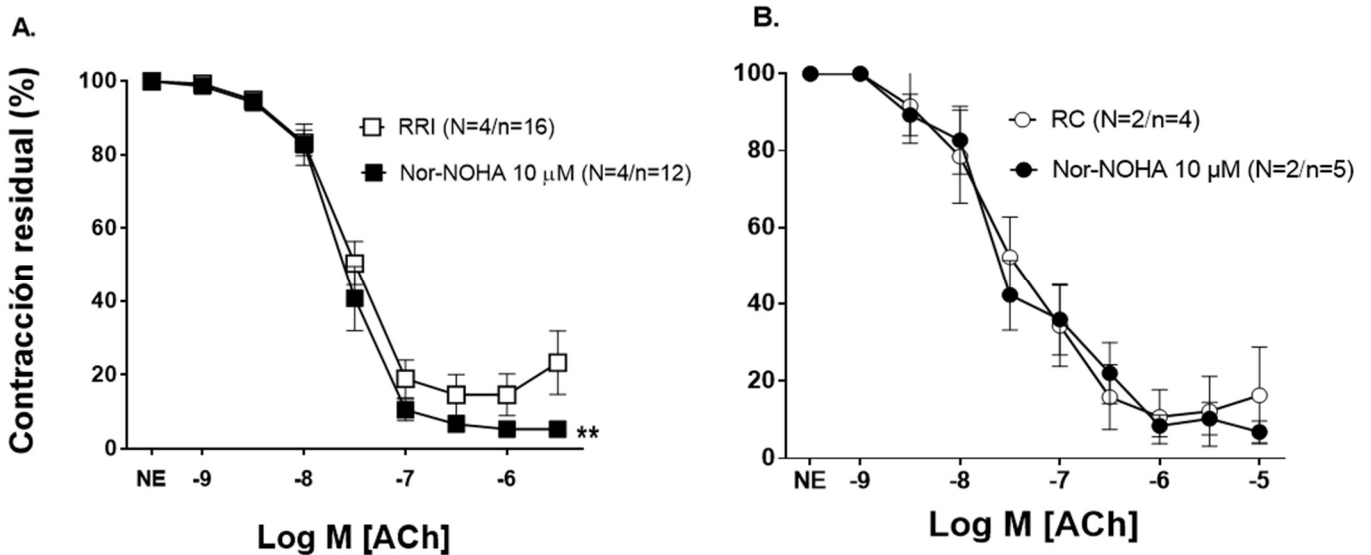 A.
Contracción residual (%)
100
80
60
40
20
0
RRI (N=4/n=16)
Nor-NOHA 10 μM (N=4/n=12)
**
NE -9 -8 -7 -6
Log M [ACh]
B.
100
80
60
40
20
0
RC (N=2/n=4)
Nor-NOHA 10 µM (N=2/n=5)
NE -9 -8 -7 -6 -5
Log M [ACh]